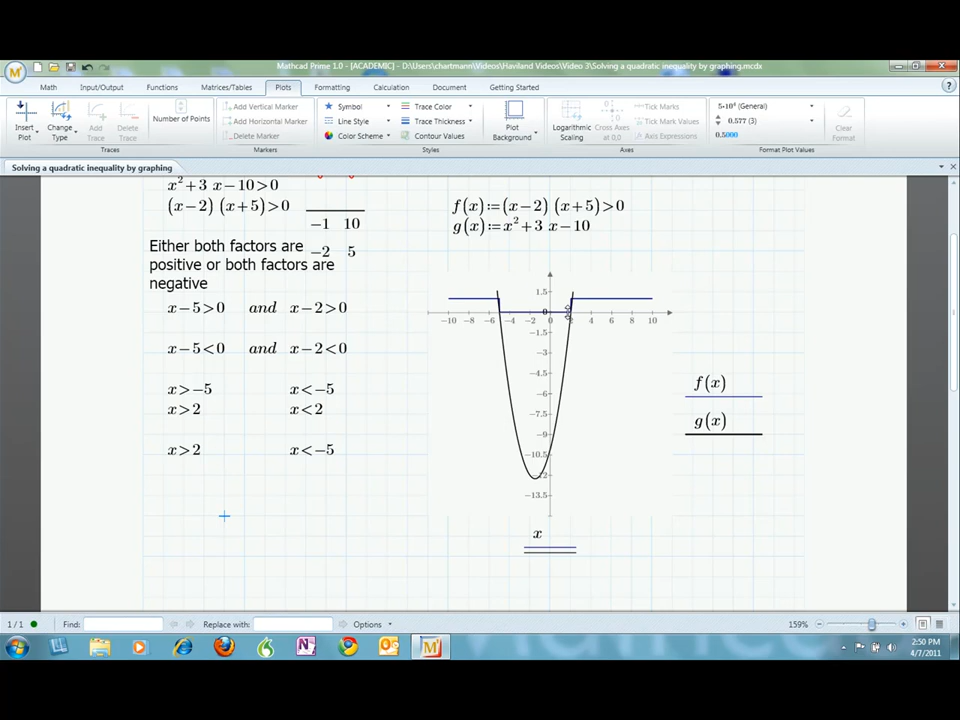 Mathcad Prime 1.0 - [ACADEMIC] - D:\Users\chartmann\Videos\Haviland Videos\Video 3\Solving a quadratic inequality by graphing.mcdx
Math Input/Output Functions Matrices/Tables Plots Formatting Calculation Document Getting Started
Insert Plot
Change Type
Add Trace
Delete Trace
Number of Points
Traces
Add Vertical Marker
Add Horizontal Marker
Delete Marker
Markers
Symbol
Line Style
Color Scheme
Trace Color
Trace Thickness
Contour Values
Styles
Plot Background
Logarithmic Scaling
Cross Axes at 0,0
Tick Marks
Tick Mark Values
Axis Expressions
Axes
5•10⁴ (General)
0.577 (3)
0.5000
Clear Format
Format Plot Values
Solving a quadratic inequality by graphing
x²+3 x−10>0
(x−2) (x+5)>0
−1 10
−2 5
Either both factors are
positive or both factors are
negative
x−5>0 and x−2>0
x−5<0 and x−2<0
x>−5 x<−5
x>2 x<2
x>2 x<−5
f(x):=(x−2) (x+5)>0
g(x):=x²+3 x−10
1.5
0
−10 −8 −6 −4 −2 0 2 4 6 8 10
−1.5
−3
−4.5
−6
−7.5
−9
−10.5
−12
−13.5
f(x)
g(x)
x
1/1 Find: Replace with: Options 159%
2:50 PM
4/7/2011